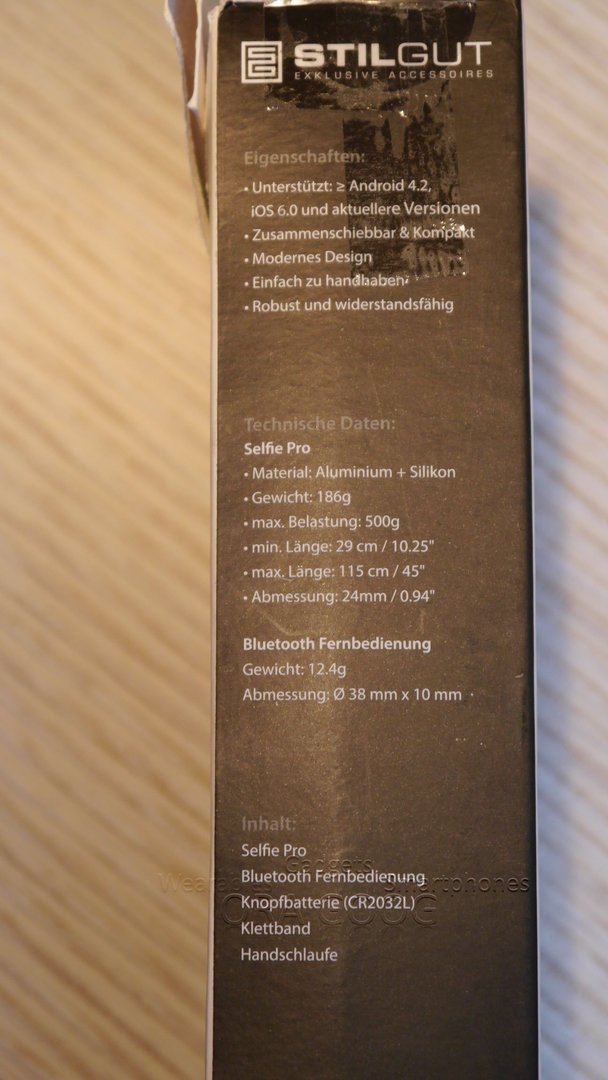 STILGUT
EXKLUSIVE ACCESSOIRES
Eigenschaften:
• Unterstützt: ≥ Android 4.2,
iOS 6.0 und aktuellere Versionen
• Zusammenschiebbar & Kompakt
• Modernes Design
• Einfach zu handhaben
• Robust und widerstandsfähig
Technische Daten:
Selfie Pro
• Material: Aluminium + Silikon
• Gewicht: 186g
• max. Belastung: 500g
• min. Länge: 29 cm / 10.25"
• max. Länge: 115 cm / 45"
• Abmessung: 24mm / 0.94"
Bluetooth Fernbedienung
Gewicht: 12.4g
Abmessung: Ø 38 mm x 10 mm
Inhalt:
Selfie Pro
Gadgets
Bluetooth Fernbedienung
Smartphones
Knopfbatterie (CR2032L)
Klettband
Handschlaufe